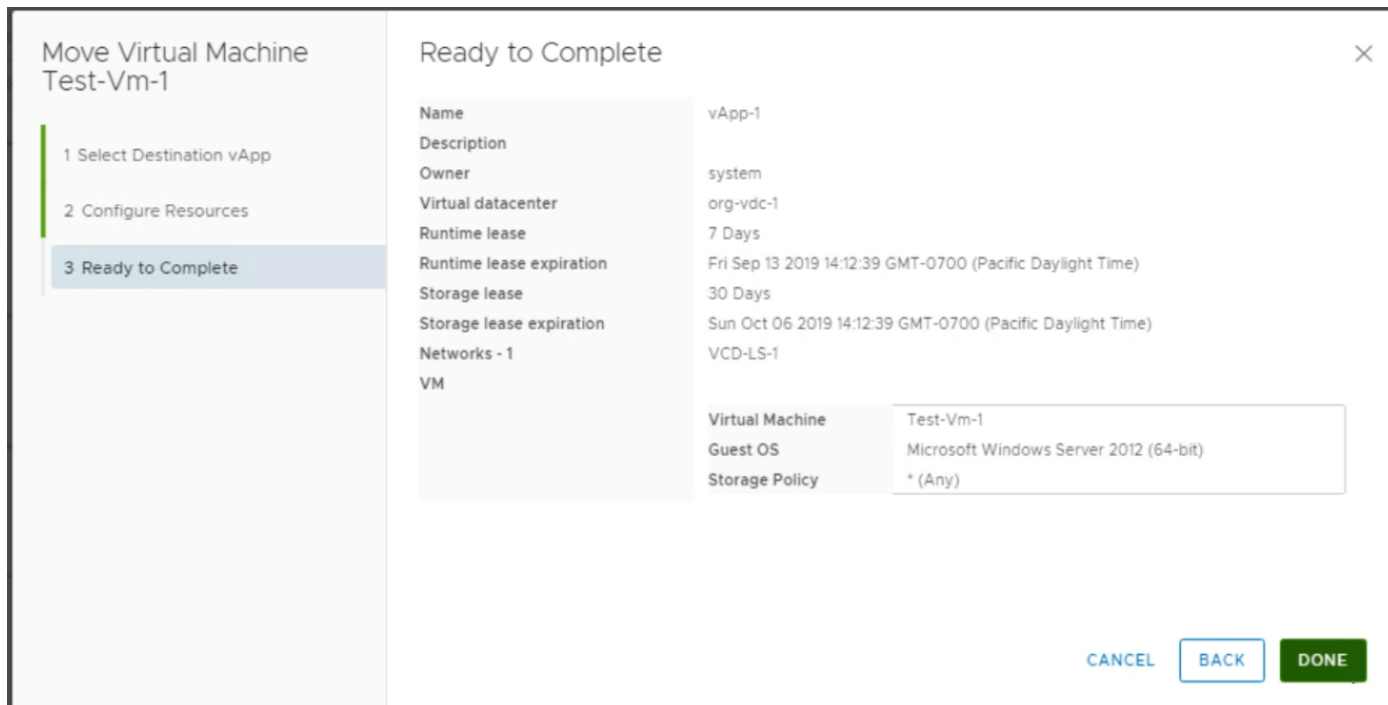 Move Virtual Machine
Test-Vm-1
1 Select Destination vApp
2 Configure Resources
3 Ready to Complete
Ready to Complete
Name vApp-1
Description
Owner system
Virtual datacenter org-vdc-1
Runtime lease 7 Days
Runtime lease expiration Fri Sep 13 2019 14:12:39 GMT-0700 (Pacific Daylight Time)
Storage lease 30 Days
Storage lease expiration Sun Oct 06 2019 14:12:39 GMT-0700 (Pacific Daylight Time)
Networks - 1 VCD-LS-1
VM
Virtual Machine Test-Vm-1
Guest OS Microsoft Windows Server 2012 (64-bit)
Storage Policy * (Any)
CANCEL BACK DONE